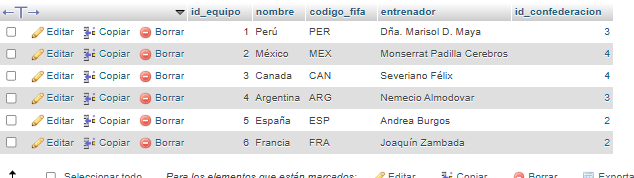 id_equipo nombre codigo_fifa entrenador id_confederacion
Editar Copiar Borrar 1 Perú PER Dña. Marisol D. Maya 3
Editar Copiar Borrar 2 México MEX Monserrat Padilla Cerebros 4
Editar Copiar Borrar 3 Canada CAN Severiano Félix 4
Editar Copiar Borrar 4 Argentina ARG Nemecio Almodovar 3
Editar Copiar Borrar 5 España ESP Andrea Burgos 2
Editar Copiar Borrar 6 Francia FRA Joaquín Zambada 2
Seleccionar todo Para los elementos que están marcados: Editar Copiar Borrar Exporta